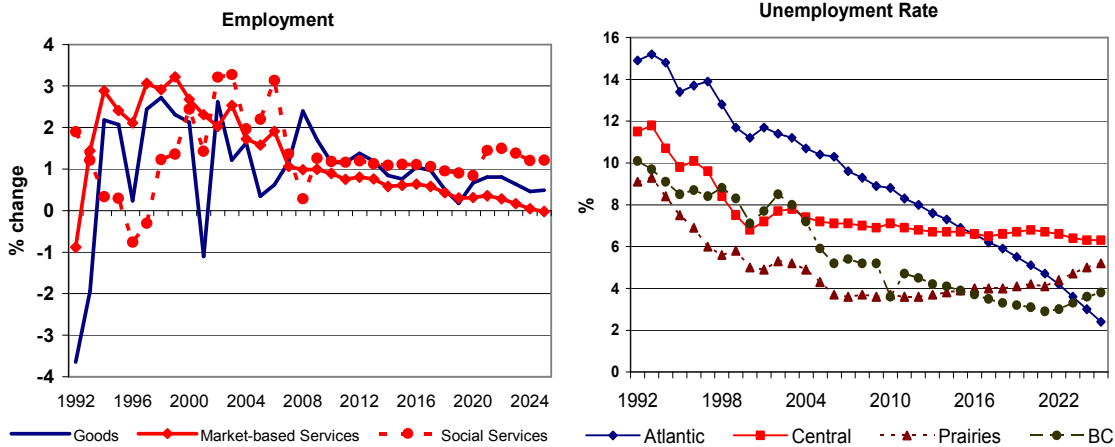 Employment
% change
4
3
2
1
0
-1
-2
-3
-4
1992 1996 2000 2004 2008 2012 2016 2020 2024
Goods Market-based Services Social Services
Unemployment Rate
%
16
14
12
10
8
6
4
2
0
1992 1998 2004 2010 2016 2022
Atlantic Central Prairies BC